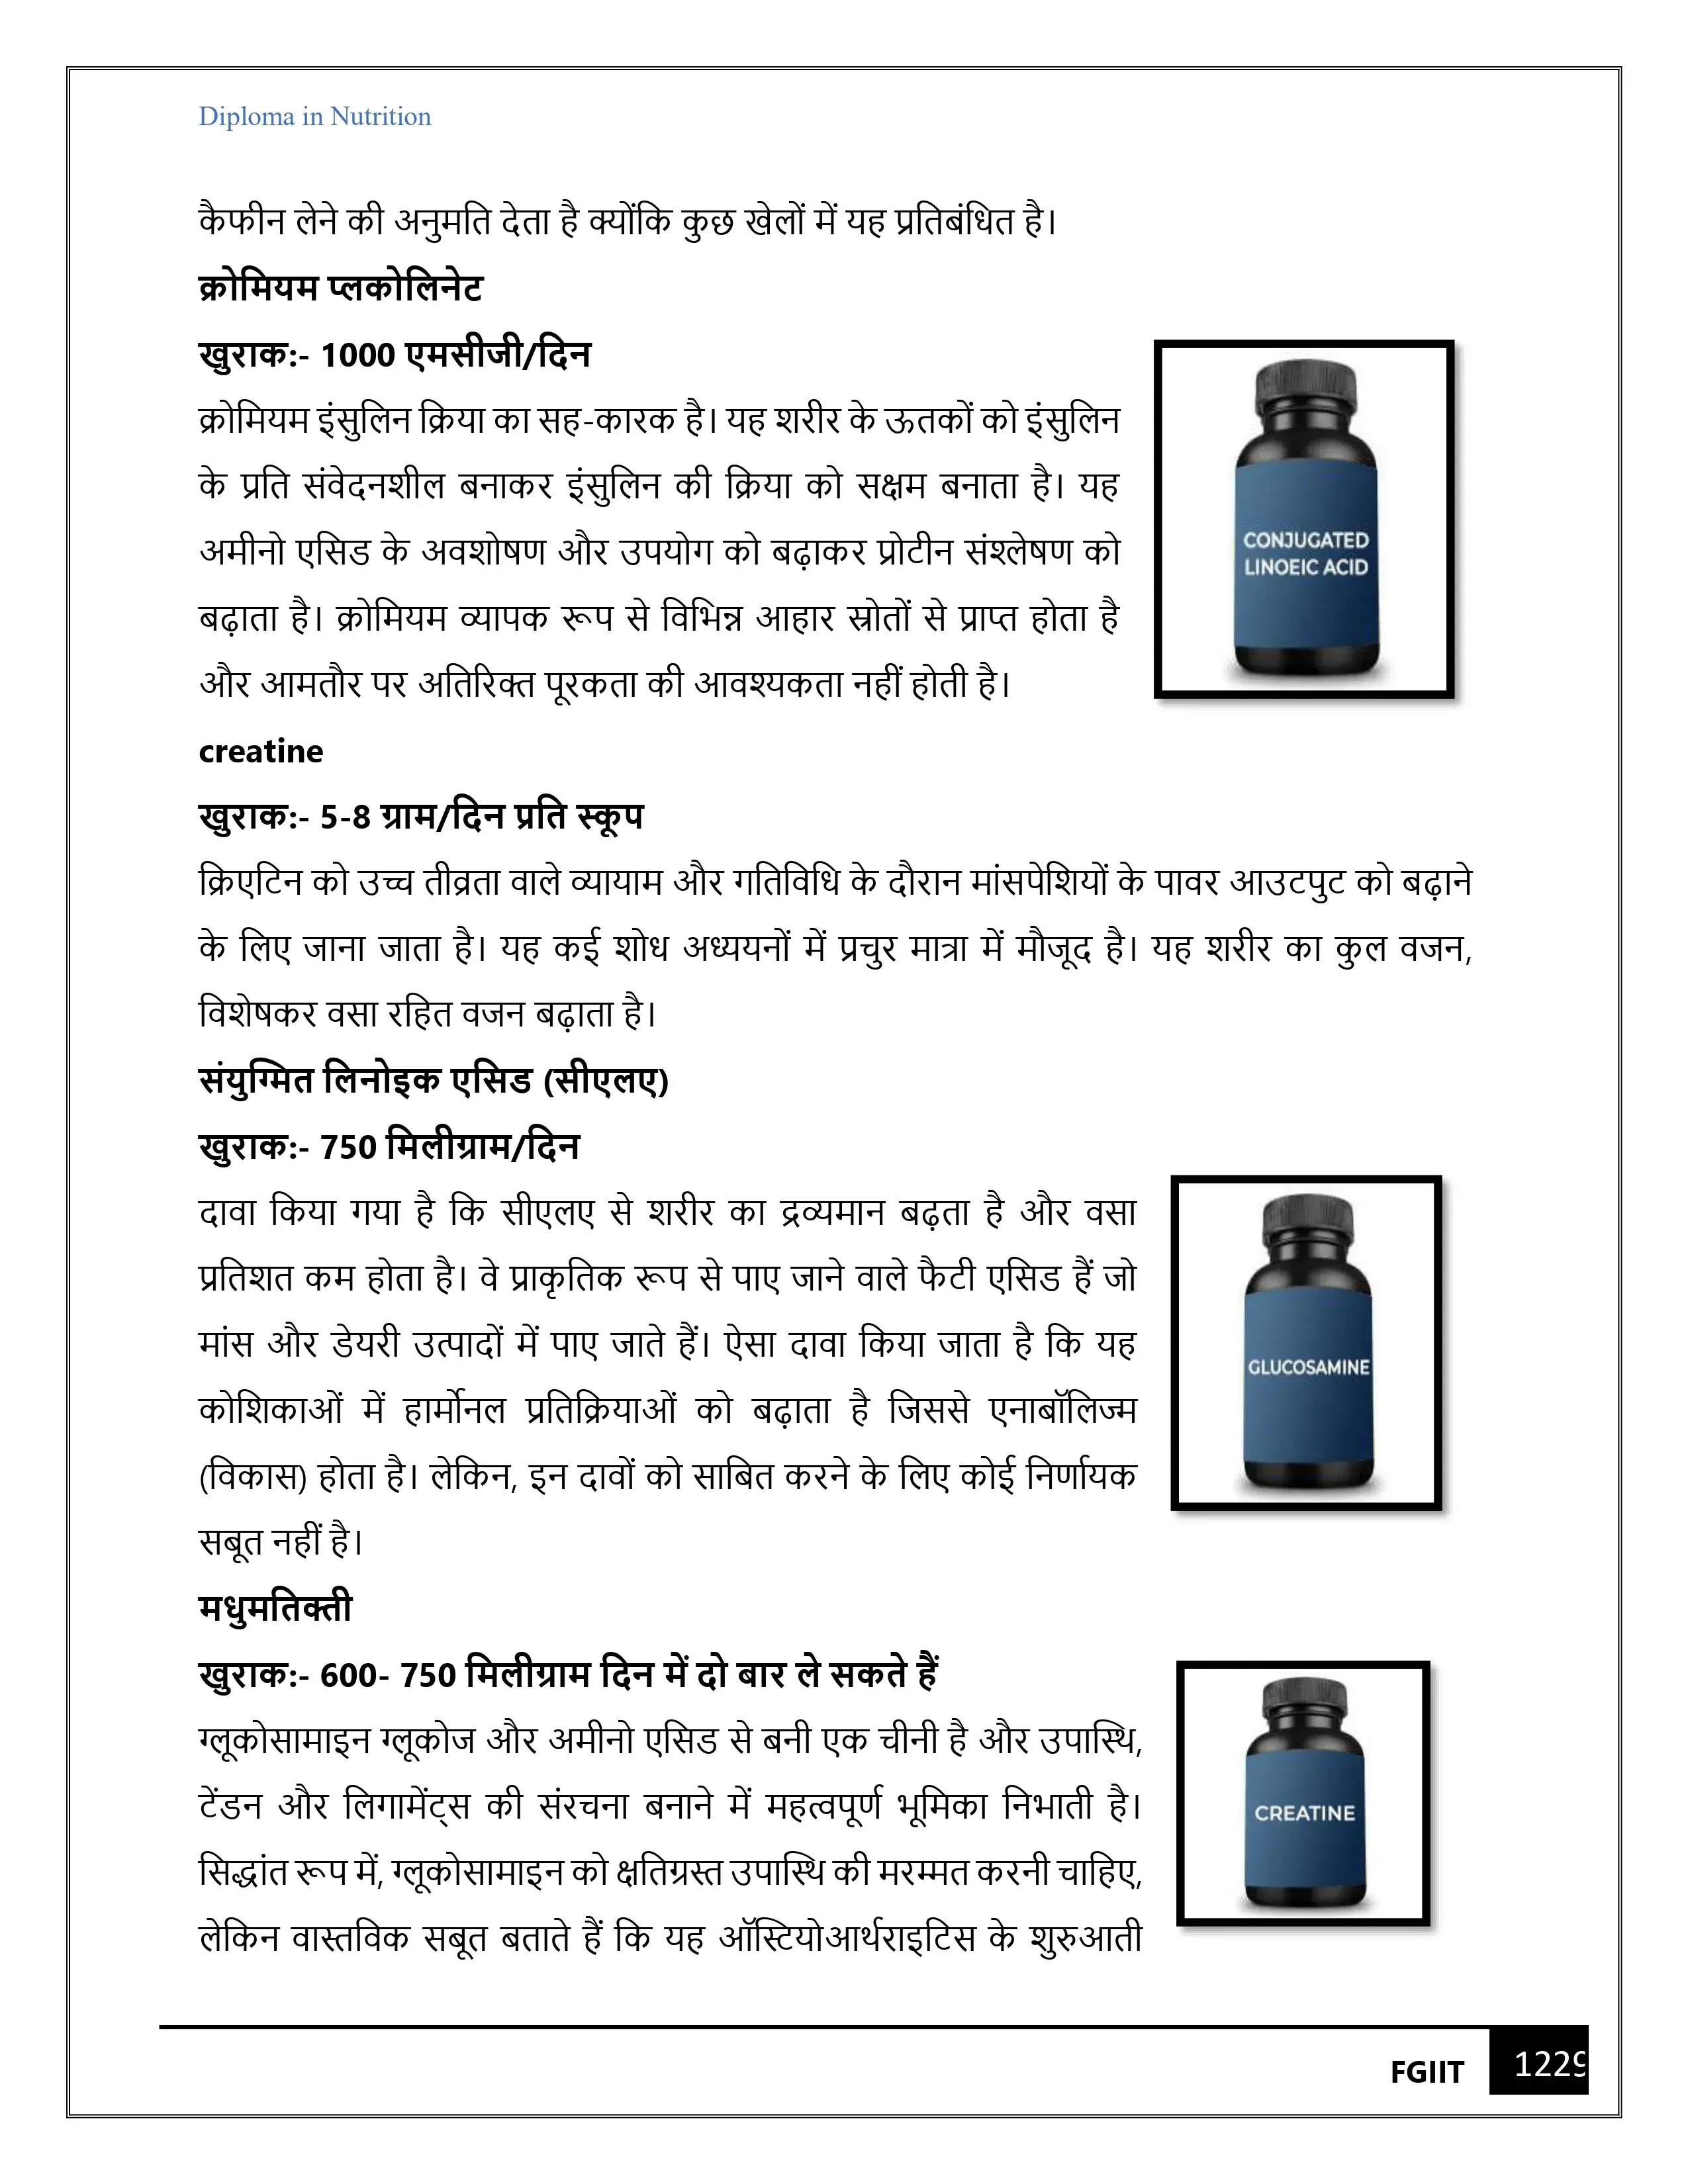 Diploma in Nutrition
कैफीन लेने की अनुमति देता है क्योंकि कुछ खेलों में यह प्रतिबंधित है।
क्रोमियम प्लकोलिनेट
खुराक:- 1000 एमसीजी/दिन
क्रोमियम इंसुलिन क्रिया का सह-कारक है। यह शरीर के ऊतकों को इंसुलिन
के प्रति संवेदनशील बनाकर इंसुलिन की क्रिया को सक्षम बनाता है। यह
अमीनो एसिड के अवशोषण और उपयोग को बढ़ाकर प्रोटीन संश्लेषण को
बढ़ाता है। क्रोमियम व्यापक रूप से विभिन्न आहार स्रोतों से प्राप्त होता है
और आमतौर पर अतिरिक्त पूरकता की आवश्यकता नहीं होती है।
CONJUGATED
LINOEIC ACID
creatine
खुराक:- 5-8 ग्राम/दिन प्रति स्कूप
क्रिएटिन को उच्च तीव्रता वाले व्यायाम और गतिविधि के दौरान मांसपेशियों के पावर आउटपुट को बढ़ाने
के लिए जाना जाता है। यह कई शोध अध्ययनों में प्रचुर मात्रा में मौजूद है। यह शरीर का कुल वजन,
विशेषकर वसा रहित वजन बढ़ाता है।
संयुग्मित लिनोइक एसिड (सीएलए)
खुराक:- 750 मिलीग्राम/दिन
दावा किया गया है कि सीएलए से शरीर का द्रव्यमान बढ़ता है और वसा
प्रतिशत कम होता है। वे प्राकृतिक रूप से पाए जाने वाले फैटी एसिड हैं जो
मांस और डेयरी उत्पादों में पाए जाते हैं। ऐसा दावा किया जाता है कि यह
कोशिकाओं में हार्मोनल प्रतिक्रियाओं को बढ़ाता है जिससे एनाबॉलिज्म
(विकास) होता है। लेकिन, इन दावों को साबित करने के लिए कोई निर्णायक
सबूत नहीं है।
GLUCOSAMINE
मधुमतिक्ती
खुराक:- 600- 750 मिलीग्राम दिन में दो बार ले सकते हैं
ग्लूकोसामाइन ग्लूकोज और अमीनो एसिड से बनी एक चीनी है और उपास्थि,
टेंडन और लिगामेंट्स की संरचना बनाने में महत्वपूर्ण भूमिका निभाती है।
सिद्धांत रूप में, ग्लूकोसामाइन को क्षतिग्रस्त उपास्थि की मरम्मत करनी चाहिए,
लेकिन वास्तविक सबूत बताते हैं कि यह ऑस्टियोआर्थराइटिस के शुरुआती
CREATINE
FGIIT
1229